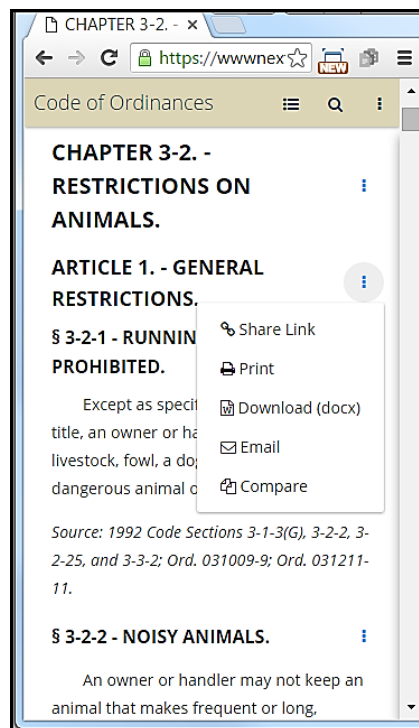 CHAPTER 3-2. -
https://wwwnex
NEW
Code of Ordinances
CHAPTER 3-2. -
RESTRICTIONS ON
ANIMALS.
ARTICLE 1. - GENERAL
RESTRICTIONS.
§ 3-2-1 - RUNNIN
PROHIBITED.
Share Link
Print
Download (docx)
Email
Compare
Except as specif
title, an owner or ha
livestock, fowl, a do
dangerous animal o
Source: 1992 Code Sections 3-1-3(G), 3-2-2, 3-
2-25, and 3-3-2; Ord. 031009-9; Ord. 031211-
11.
§ 3-2-2 - NOISY ANIMALS.
An owner or handler may not keep an
animal that makes frequent or long,